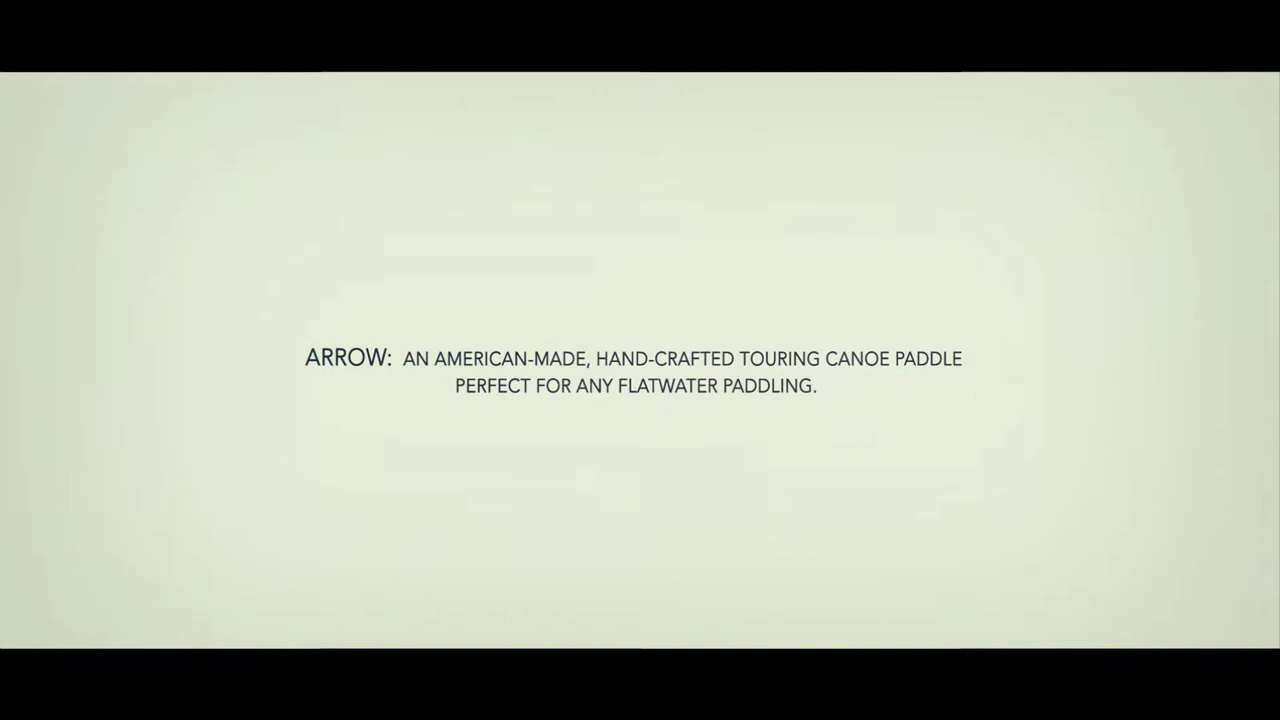 ARROW: AN AMERICAN-MADE, HAND-CRAFTED TOURING CANOE PADDLE
PERFECT FOR ANY FLATWATER PADDLING.